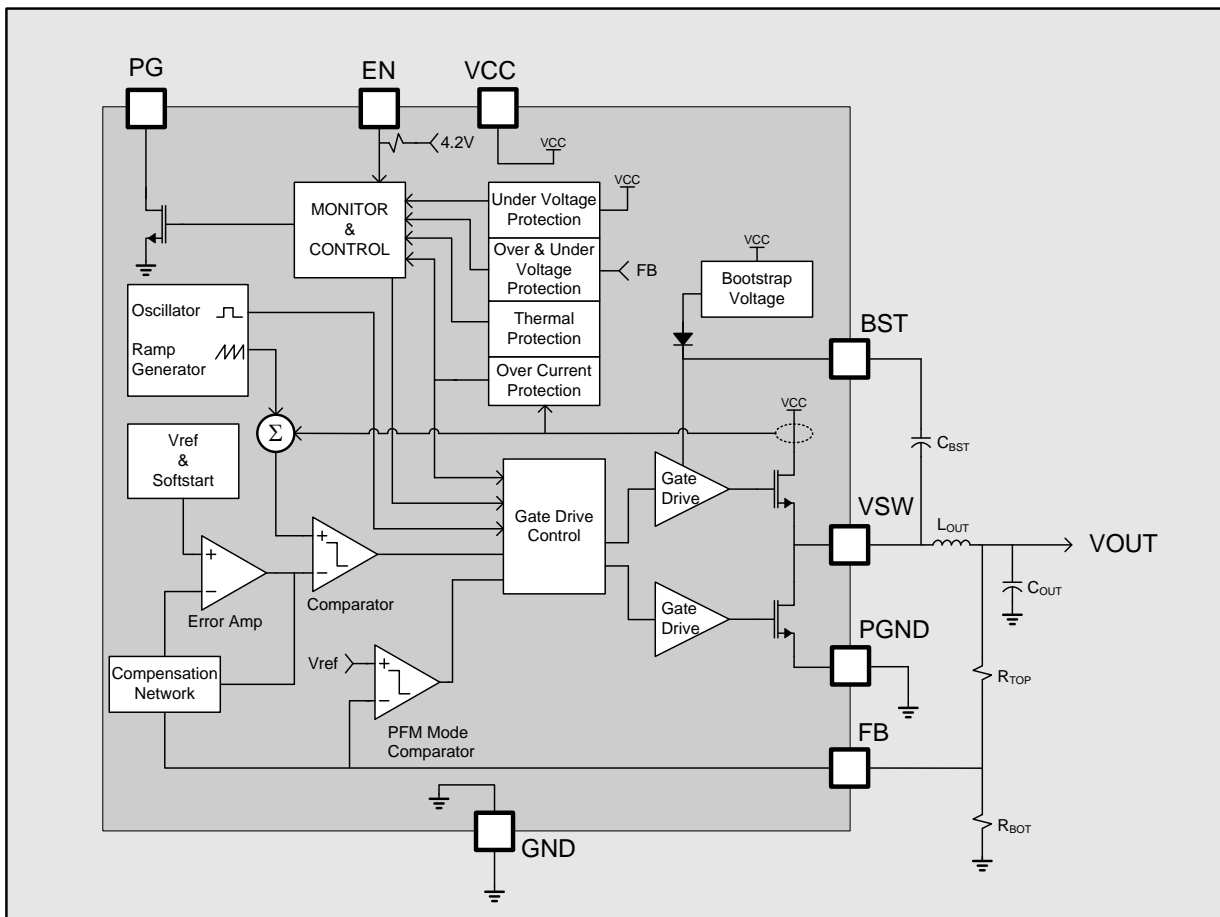 PG
EN
VCC
4.2V
VCC
MONITOR
&
CONTROL
Under Voltage
Protection
VCC
Over & Under
Voltage
Protection
FB
Thermal
Protection
Over Current
Protection
VCC
Bootstrap
Voltage
BST
Oscillator
Ramp
Generator
Σ
VCC
CBST
Vref
&
Softstart
Gate
Drive
Gate Drive
Control
VSW
LOUT
VOUT
COUT
+
−
Error Amp
+
−
Comparator
Gate
Drive
PGND
RTOP
Compensation
Network
Vref
+
−
PFM Mode
Comparator
FB
RBOT
GND